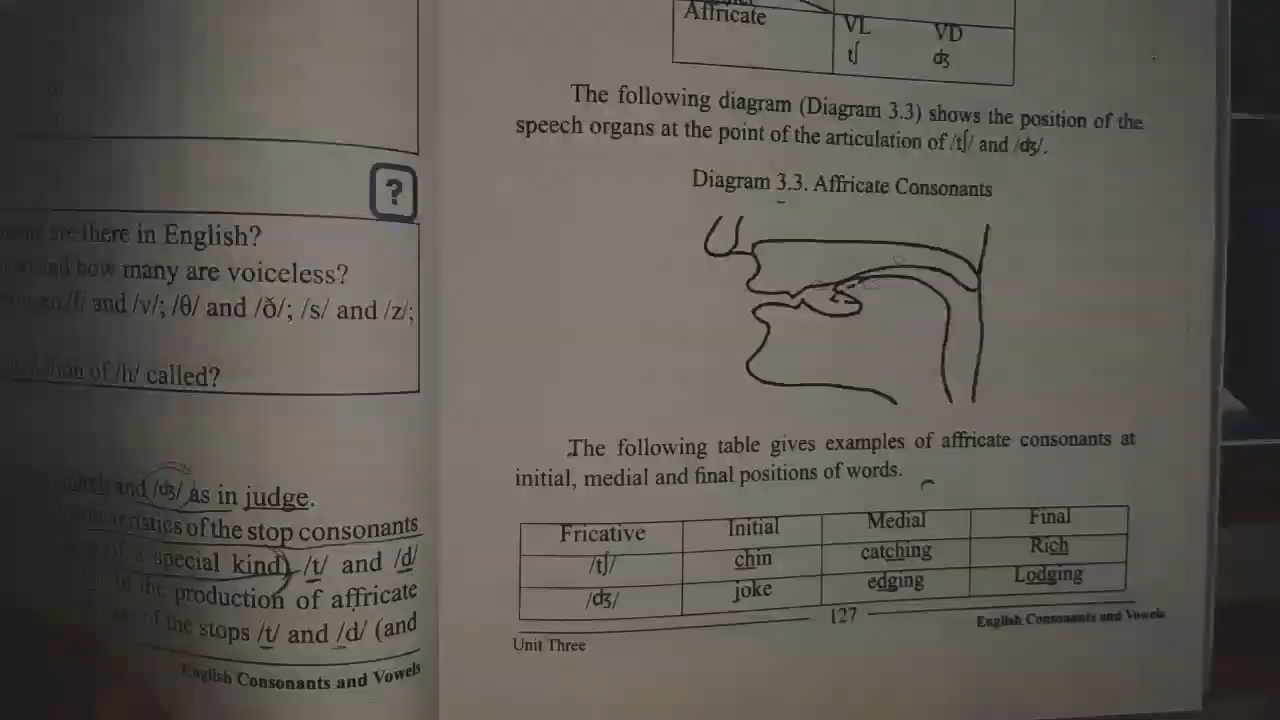 ?
there in English?
how many are voiceless?
and /v/; /θ/ and /ð/; /s/ and /z/;
of /h/ called?
and /ʤ/ as in judge.
of the stop consonants
a special kind) /t/ and /d/
the production of affricate
of the stops /t/ and /d/ (and
English Consonants and Vowels
Affricate VL VD
tʃ ʤ
The following diagram (Diagram 3.3) shows the position of the
speech organs at the point of the articulation of /tʃ/ and /ʤ/.
Diagram 3.3. Affricate Consonants
The following table gives examples of affricate consonants at
initial, medial and final positions of words.
Fricative Initial Medial Final
/tʃ/ chin catching Rich
/ʤ/ joke edging Lodging
127
Unit Three English Consonants and Vowels